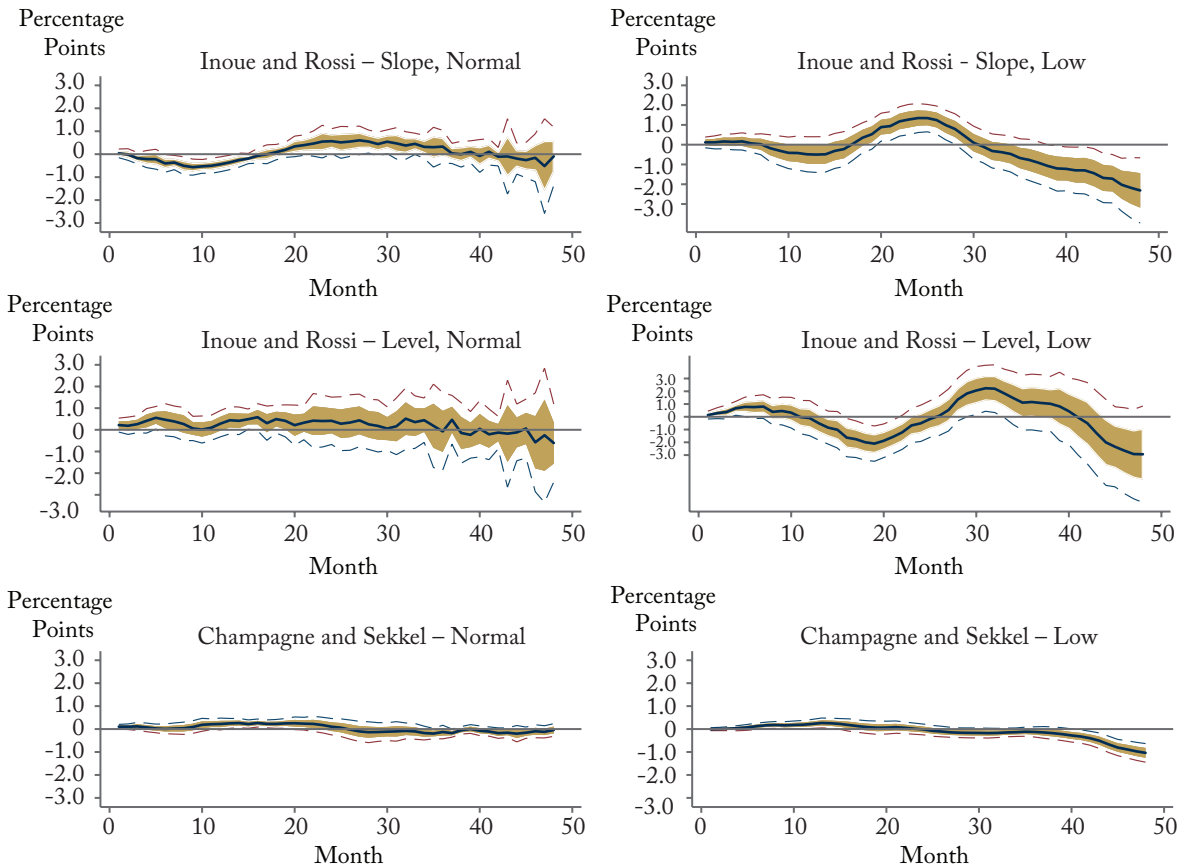 Percentage
Points
Inoue and Rossi – Slope, Normal
3.0
2.0
1.0
0
-1.0
-2.0
-3.0
0 10 20 30 40 50
Month
Percentage
Points
Inoue and Rossi - Slope, Low
3.0
2.0
1.0
0
-1.0
-2.0
-3.0
0 10 20 30 40 50
Month
Percentage
Points
Inoue and Rossi – Level, Normal
3.0
2.0
1.0
0
-1.0
-2.0
-3.0
0 10 20 30 40 50
Month
Percentage
Points
Inoue and Rossi – Level, Low
3.0
2.0
1.0
0
-1.0
-2.0
-3.0
0 10 20 30 40 50
Month
Percentage
Points
Champagne and Sekkel – Normal
3.0
2.0
1.0
0
-1.0
-2.0
-3.0
0 10 20 30 40 50
Month
Percentage
Points
Champagne and Sekkel – Low
3.0
2.0
1.0
0
-1.0
-2.0
-3.0
0 10 20 30 40 50
Month